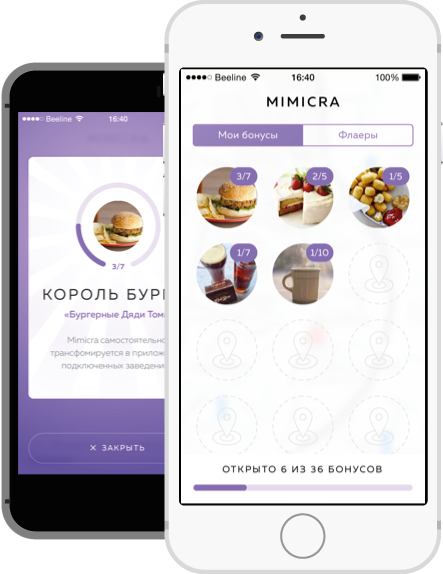 Beeline 16:40
КОРОЛЬ БУРГ
3/7
«Бургерные Дяди Том
Mimicra самостоятельно
трансфомируется в прилож
подключенных заведени
× ЗАКРЫТЬ
Beeline 16:40 100%
MIMICRA
Мои бонусы Флаеры
3/7 2/5 1/5
1/7 1/10
ОТКРЫТО 6 ИЗ 36 БОНУСОВ